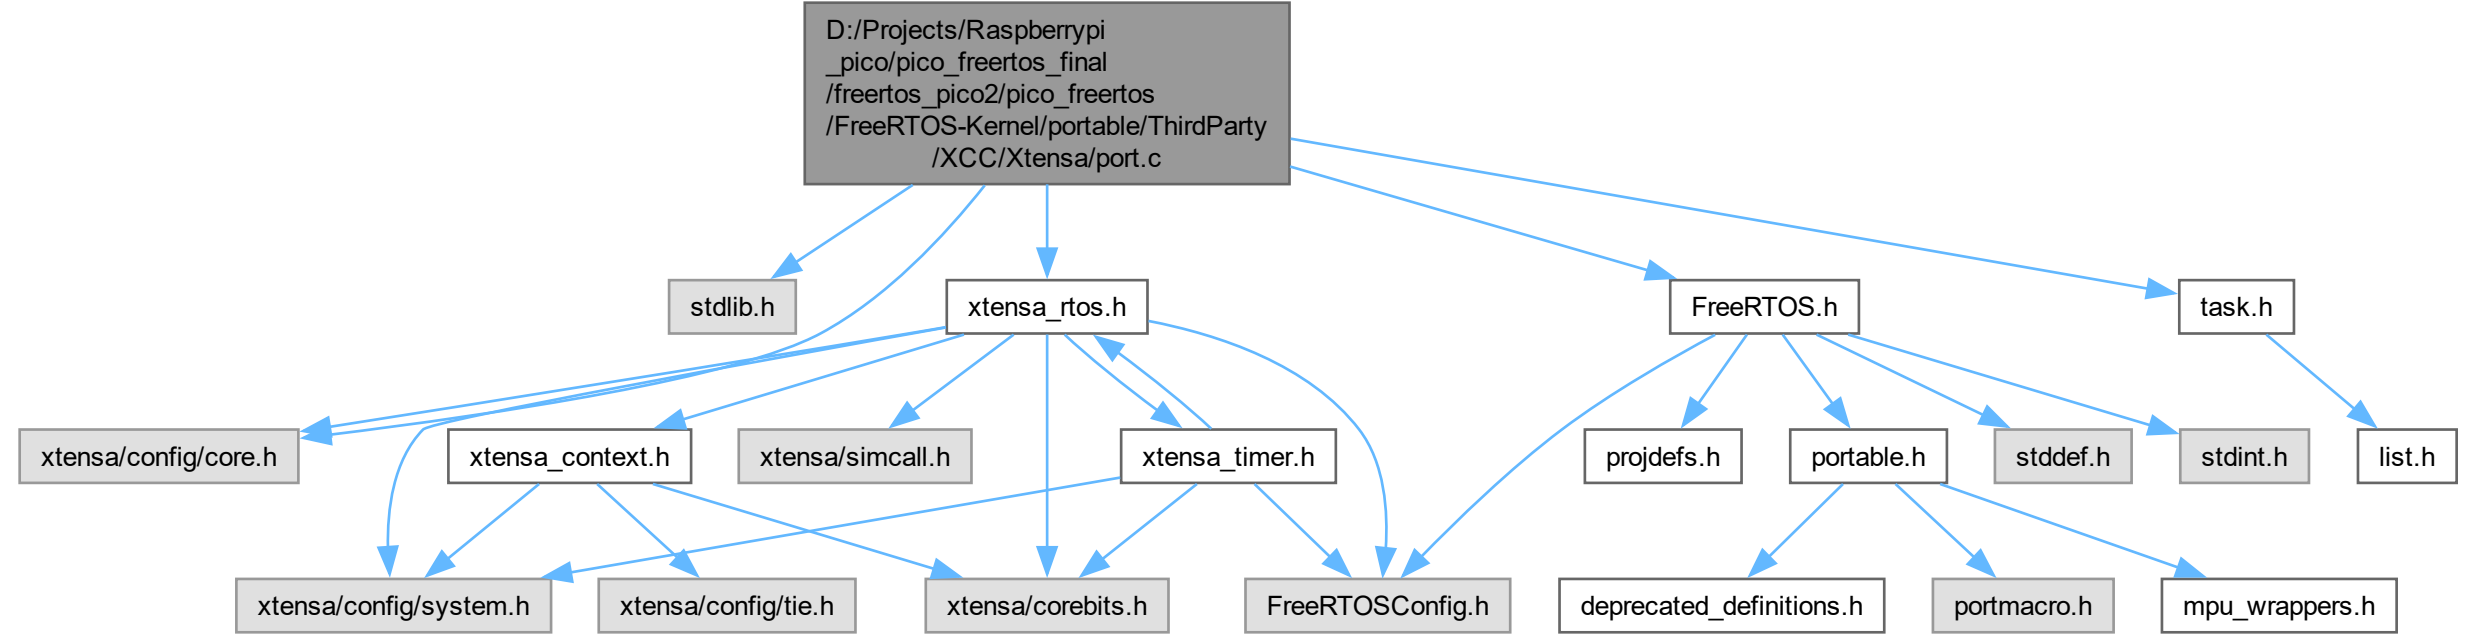 D:/Projects/Raspberrypi
_pico/pico_freertos_final
/freertos_pico2/pico_freertos
/FreeRTOS-Kernel/portable/ThirdParty
/XCC/Xtensa/port.c
stdlib.h
xtensa_rtos.h
FreeRTOS.h
task.h
xtensa/config/core.h
xtensa_context.h
xtensa/simcall.h
xtensa_timer.h
projdefs.h
portable.h
stddef.h
stdint.h
list.h
xtensa/config/system.h
xtensa/config/tie.h
xtensa/corebits.h
FreeRTOSConfig.h
deprecated_definitions.h
portmacro.h
mpu_wrappers.h